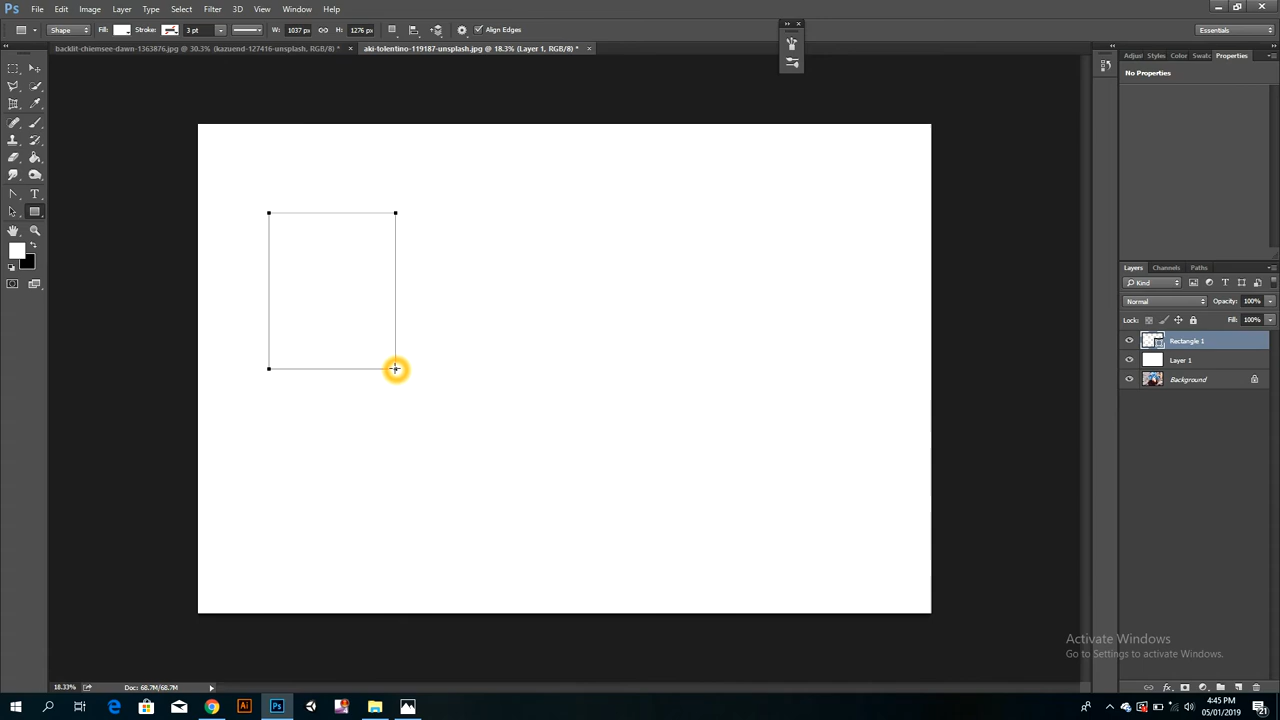 Ps File Edit Image Layer Type Select Filter 3D View Window Help
Shape Fill: Stroke: 3 pt W: 1037 px H: 1276 px Align Edges Essentials
backlit-chiemsee-dawn-1363876.jpg @ 30.3% (kazuend-127416-unsplash, RGB/8) * × aki-tolentino-119187-unsplash.jpg @ 18.3% (Layer 1, RGB/8) * ×
Adjus Styles Color Swatc Properties
No Properties
Layers Channels Paths
Kind
Normal Opacity: 100%
Lock: Fill: 100%
Rectangle 1
Layer 1
Background
Activate Windows
Go to Settings to activate Windows.
18.33% Doc: 68.7M/68.7M
Ai Ps 4:45 PM
05/01/2019 21